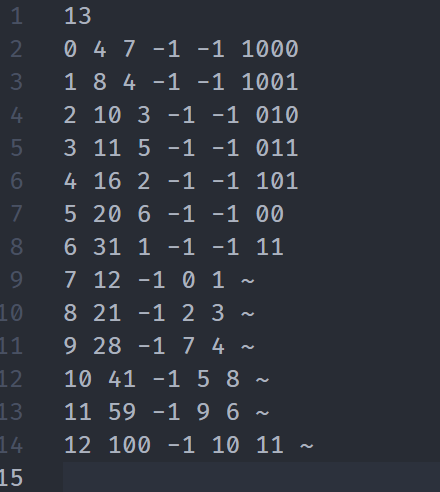 1 13
2 0 4 7 -1 -1 1000
3 1 8 4 -1 -1 1001
4 2 10 3 -1 -1 010
5 3 11 5 -1 -1 011
6 4 16 2 -1 -1 101
7 5 20 6 -1 -1 00
8 6 31 1 -1 -1 11
9 7 12 -1 0 1 ~
10 8 21 -1 2 3 ~
11 9 28 -1 7 4 ~
12 10 41 -1 5 8 ~
13 11 59 -1 9 6 ~
14 12 100 -1 10 11 ~
15